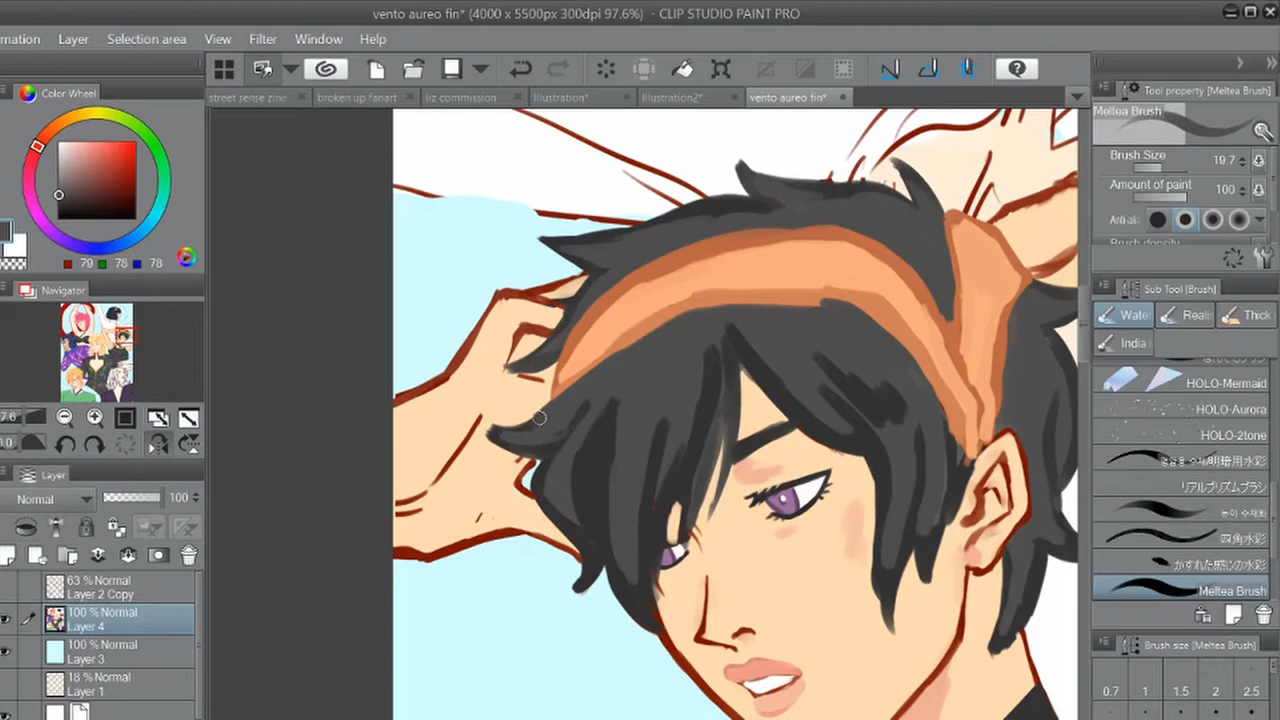 vento aureo fin* (4000 x 5500px 300dpi 97.6%) - CLIP STUDIO PAINT PRO
mation Layer Selection area View Filter Window Help
street sense zine broken up fanart liz commission Illustration* Illustration2* vento aureo fin*
Color Wheel
79 78 78
Navigator
7.6
Layer
Normal 100
63 % Normal
Layer 2 Copy
100 % Normal
Layer 4
100 % Normal
Layer 3
18 % Normal
Layer 1
Tool property [Meltea Brush]
Meltea Brush
Brush Size 19.7
Amount of paint 100
Brush density
Sub Tool [Brush]
Wate Realis Thick
India
HOLO-Mermaid
HOLO-Aurora
HOLO-2tone
リアルプリズムブラシ
四角水彩
かすれた感じの水彩
Meltea Brush
Brush size [Meltea Brush]
0.7 1 1.5 2 2.5